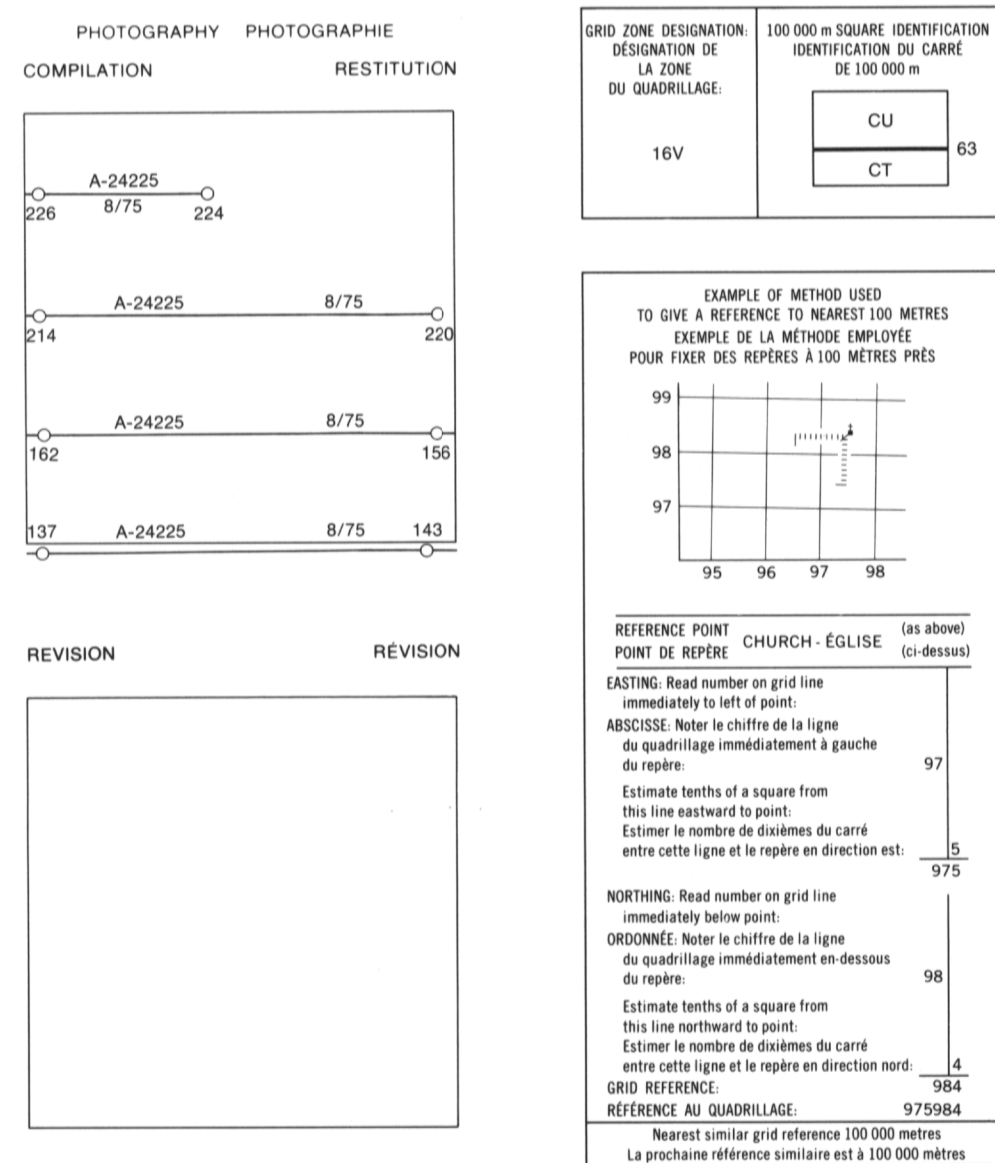 PHOTOGRAPHY PHOTOGRAPHIE
COMPILATION RESTITUTION
A-24225
8/75
226 224
A-24225 8/75
214 220
A-24225 8/75
162 156
137 A-24225 8/75 143
REVISION RÉVISION
GRID ZONE DESIGNATION:
DÉSIGNATION DE
LA ZONE
DU QUADRILLAGE:
16V
100 000 m SQUARE IDENTIFICATION
IDENTIFICATION DU CARRÉ
DE 100 000 m
CU
63
CT
EXAMPLE OF METHOD USED
TO GIVE A REFERENCE TO NEAREST 100 METRES
EXEMPLE DE LA MÉTHODE EMPLOYÉE
POUR FIXER DES REPÈRES À 100 MÈTRES PRÈS
99
98
97
95 96 97 98
REFERENCE POINT
POINT DE REPÈRE
CHURCH - ÉGLISE
(as above)
(ci-dessus)
EASTING: Read number on grid line
immediately to left of point:
ABSCISSE: Noter le chiffre de la ligne
du quadrillage immédiatement à gauche
du repère: 97
Estimate tenths of a square from
this line eastward to point:
Estimer le nombre de dixièmes du carré
entre cette ligne et le repère en direction est: 5
975
NORTHING: Read number on grid line
immediately below point:
ORDONNÉE: Noter le chiffre de la ligne
du quadrillage immédiatement en-dessous
du repère: 98
Estimate tenths of a square from
this line northward to point:
Estimer le nombre de dixièmes du carré
entre cette ligne et le repère en direction nord: 4
GRID REFERENCE: 984
RÉFÉRENCE AU QUADRILLAGE: 975984
Nearest similar grid reference 100 000 metres
La prochaine référence similaire est à 100 000 mètres